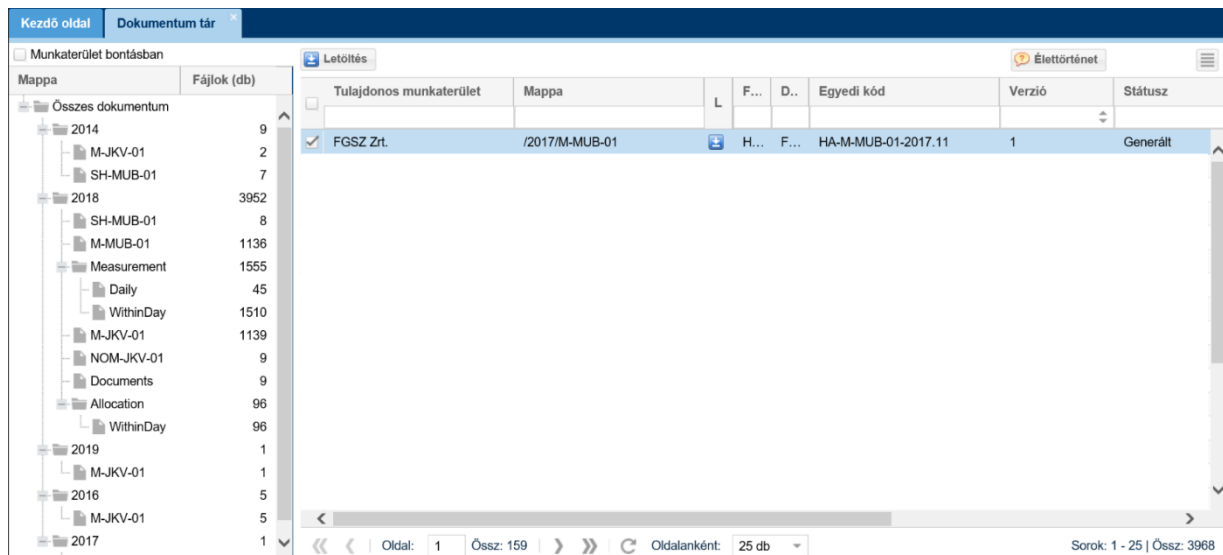 Kezdő oldal Dokumentum tár
Munkaterület bontásban
Mappa Fájlok (db)
Összes dokumentum
2014 9
M-JKV-01 2
SH-MUB-01 7
2018 3952
SH-MUB-01 8
M-MUB-01 1136
Measurement 1555
Daily 45
WithinDay 1510
M-JKV-01 1139
NOM-JKV-01 9
Documents 9
Allocation 96
WithinDay 96
2019 1
M-JKV-01 1
2016 5
M-JKV-01 5
2017 1
Letöltés Élettörténet
Tulajdonos munkaterület Mappa L F... D.. Egyedi kód Verzió Státusz
FGSZ Zrt. /2017/M-MUB-01 H... F... HA-M-MUB-01-2017.11 1 Generált
Oldal: 1 Össz: 159 Oldalanként: 25 db Sorok: 1 - 25 | Össz: 3968